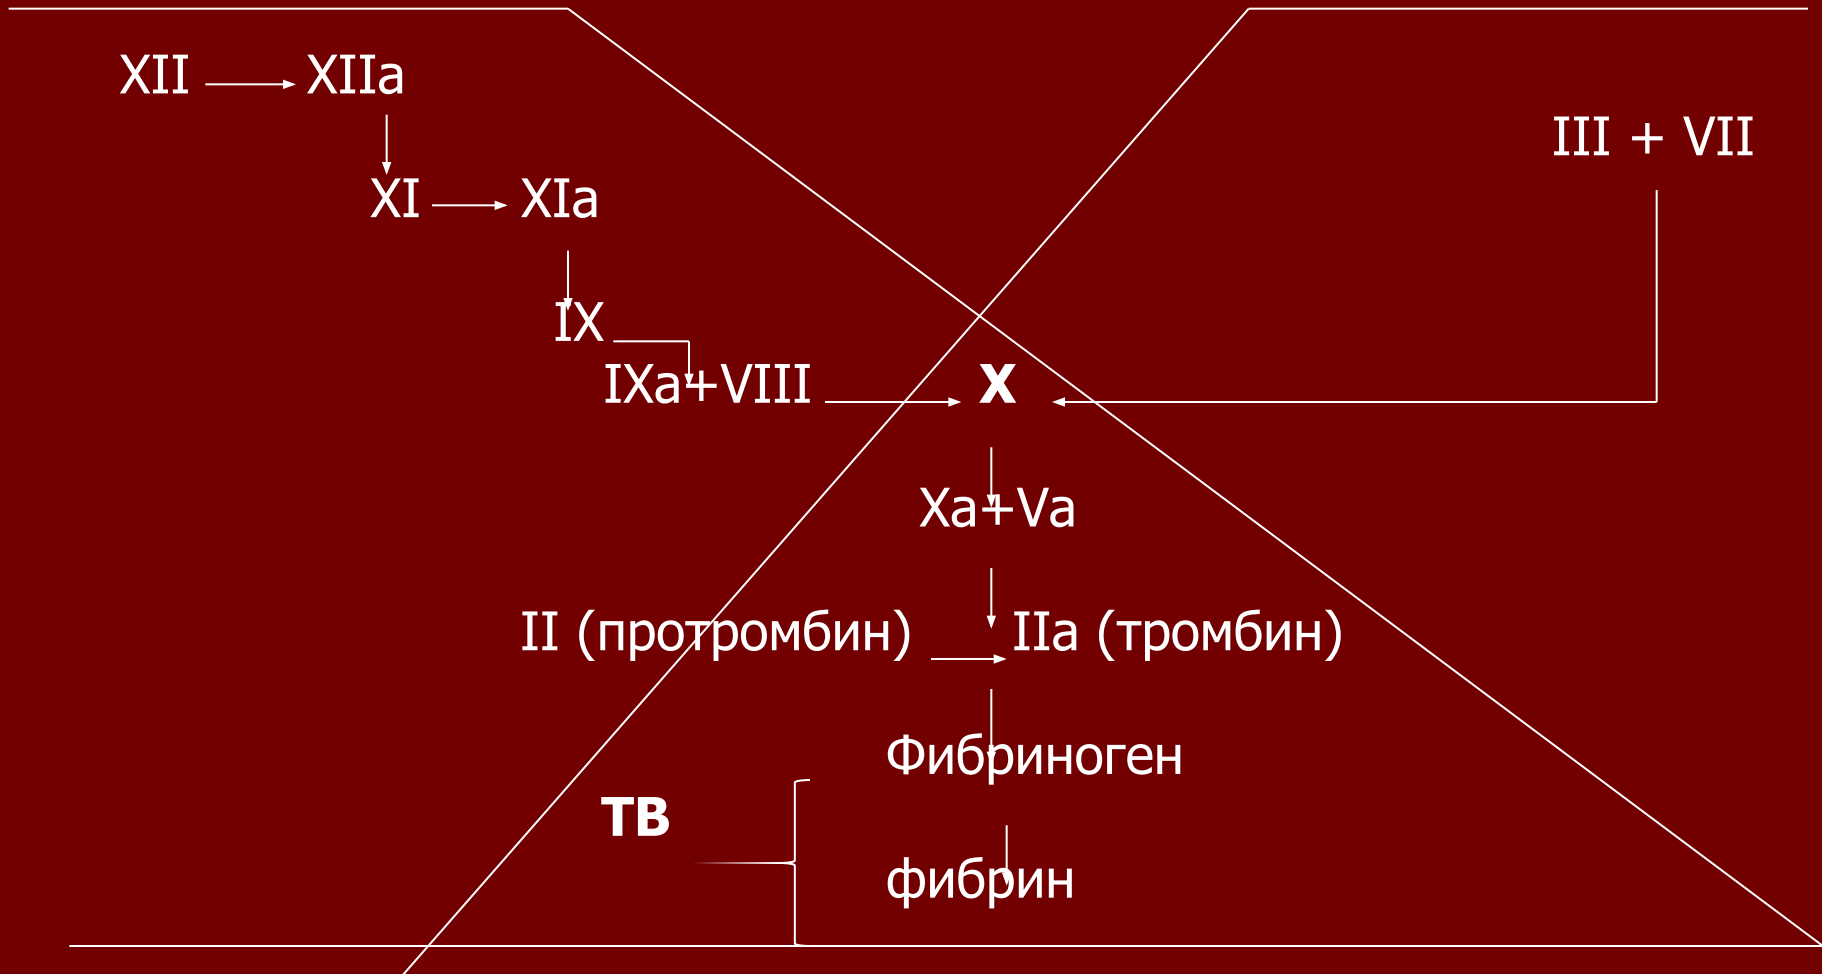 XII XIIa
III + VII
XI XIa
IX
IXa+VIII X
Xa+Va
II (протромбин) IIa (тромбин)
Фибриноген
ТВ
фибрин